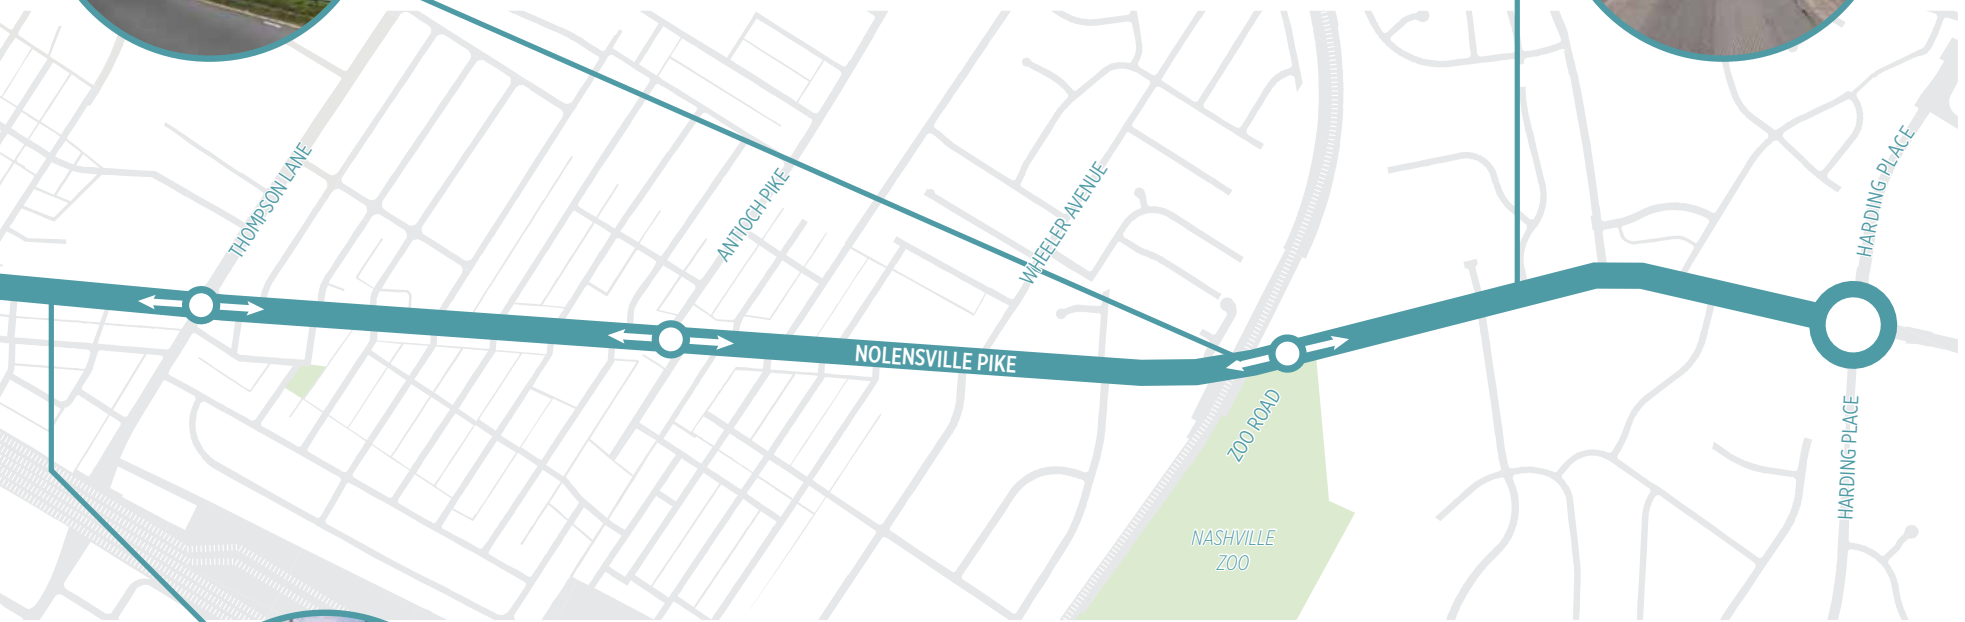 THOMPSON LANE
ANTIOCH PIKE
WHEELER AVENUE
HARDING PLACE
NOLENSVILLE PIKE
ZOO ROAD
HARDING PLACE
NASHVILLE
ZOO